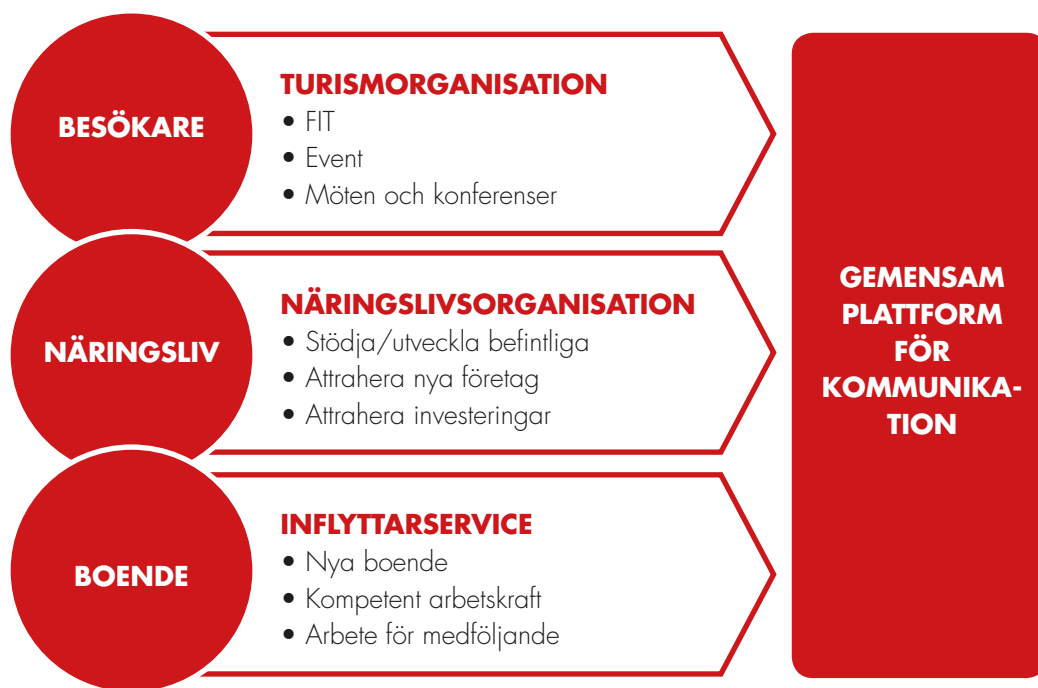 BESÖKARE
TURISMORGANISATION
• FIT
• Event
• Möten och konferenser
NÄRINGSLIV
NÄRINGSLIVSORGANISATION
• Stödja/utveckla befintliga
• Attrahera nya företag
• Attrahera investeringar
BOENDE
INFLYTTARSERVICE
• Nya boende
• Kompetent arbetskraft
• Arbete för medföljande
GEMENSAM
PLATTFORM
FÖR
KOMMUNIKA-
TION